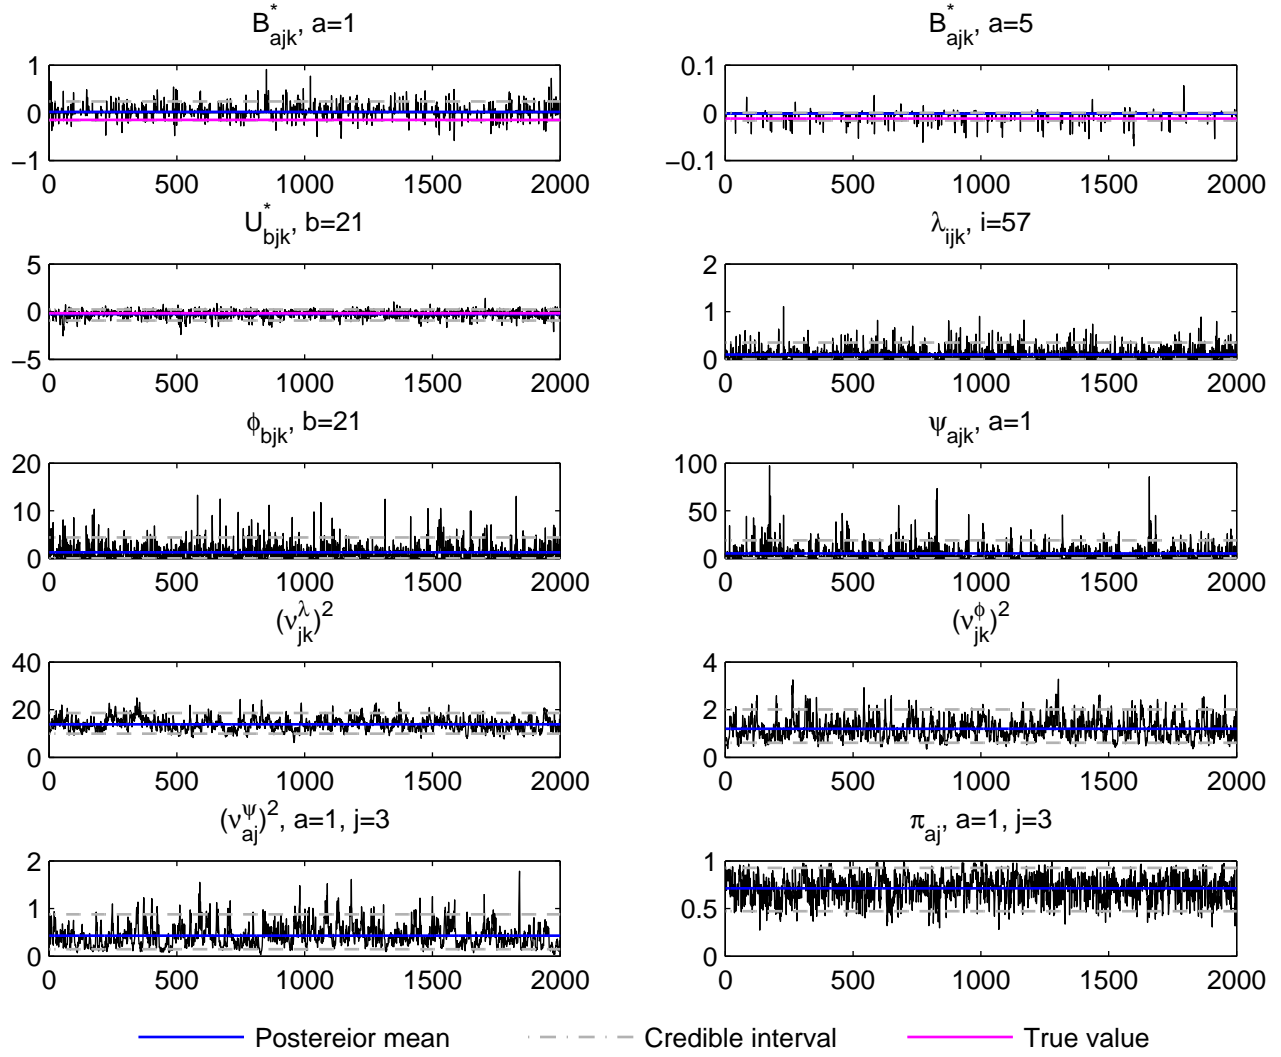 B*ajk, a=1
B*ajk, a=5
1
0
−1
0 500 1000 1500 2000
0.1
0
−0.1
0 500 1000 1500 2000
U*bjk, b=21
λijk, i=57
5
0
−5
0 500 1000 1500 2000
2
1
0
0 500 1000 1500 2000
ϕbjk, b=21
ψajk, a=1
20
10
0
0 500 1000 1500 2000
100
50
0
0 500 1000 1500 2000
(νλjk)2
(νϕjk)2
40
20
0
0 500 1000 1500 2000
4
2
0
0 500 1000 1500 2000
(νψaj)2, a=1, j=3
πaj, a=1, j=3
2
1
0
0 500 1000 1500 2000
1
0.5
0
0 500 1000 1500 2000
Postereior mean
Credible interval
True value